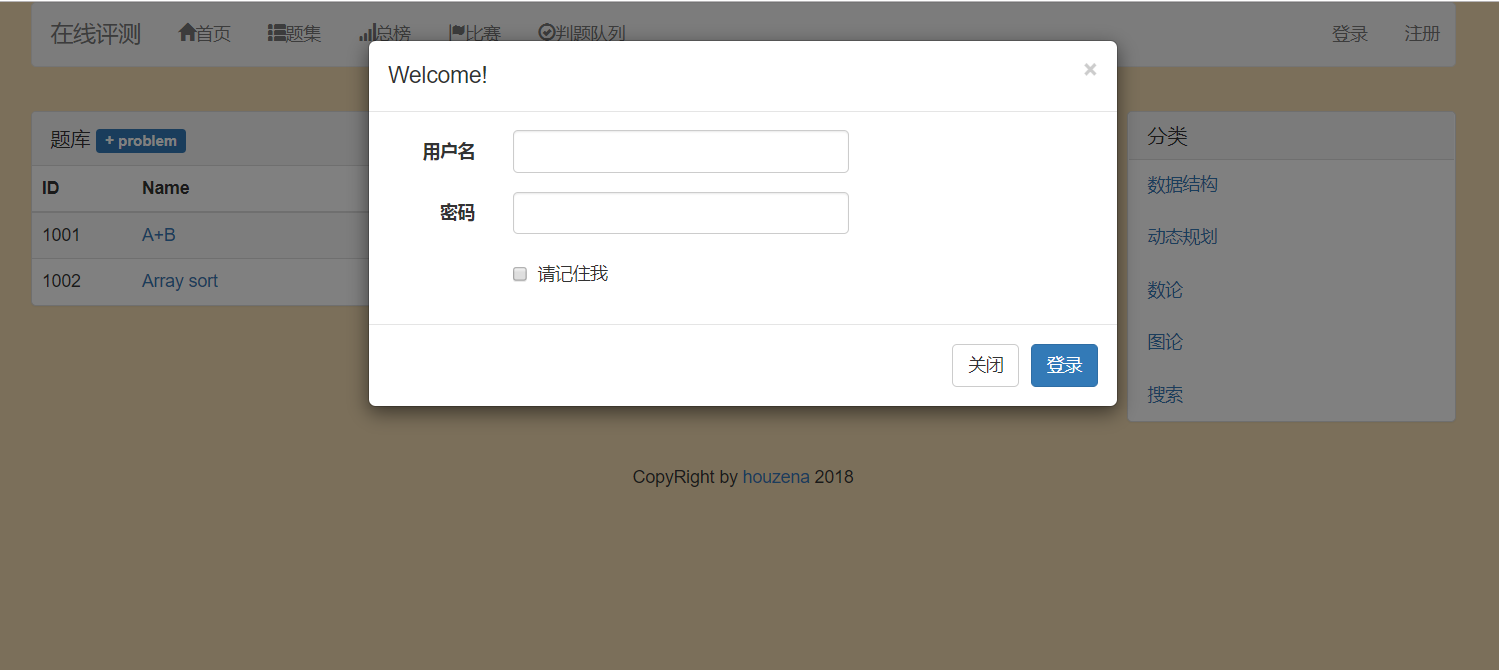 在线评测 首页 题集 总榜 比赛 判题队列 登录 注册
Welcome! ×
用户名
密码
请记住我
关闭 登录
题库 + problem
ID Name
1001 A+B
1002 Array sort
分类
数据结构
动态规划
数论
图论
搜索
CopyRight by houzena 2018